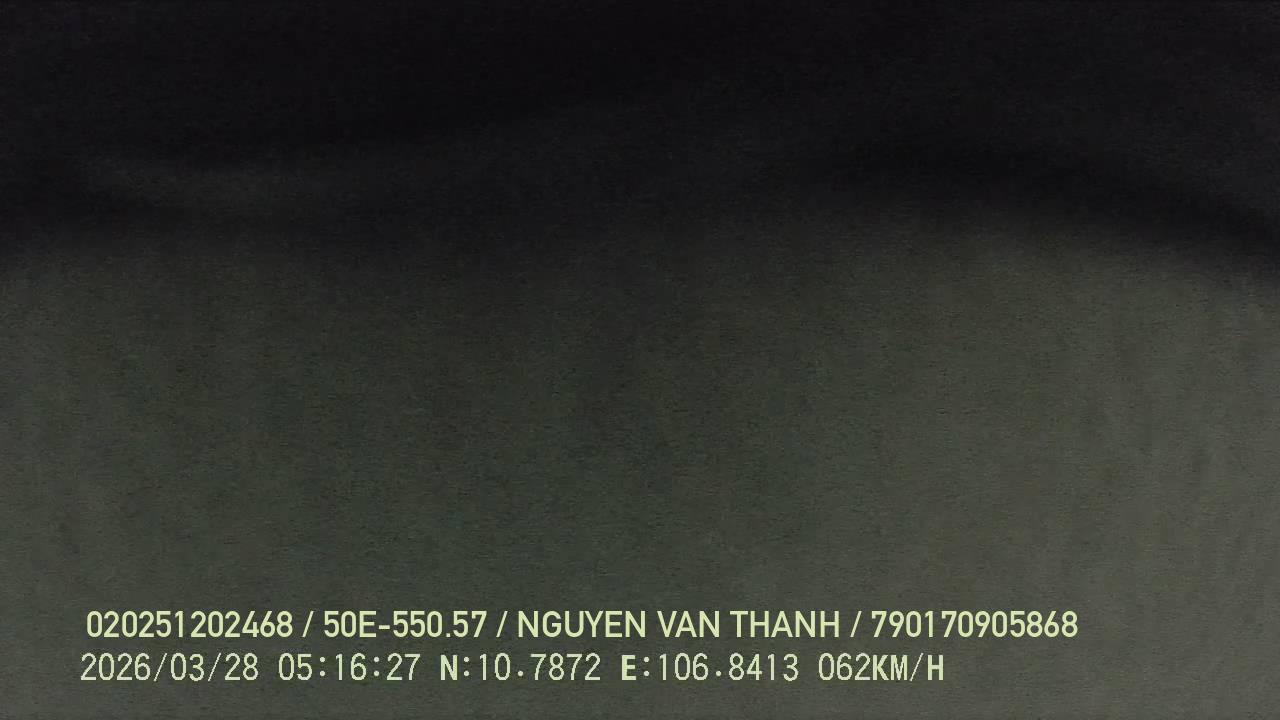 020251202468 / 50E-550.57 / NGUYEN VAN THANH / 790170905868
2026/03/28 05:16:27 N:10.7872 E:106.8413 062KM/H